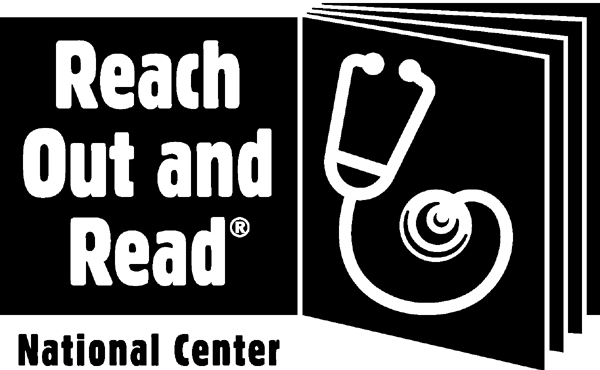 Reach
Out and
Read®
National Center